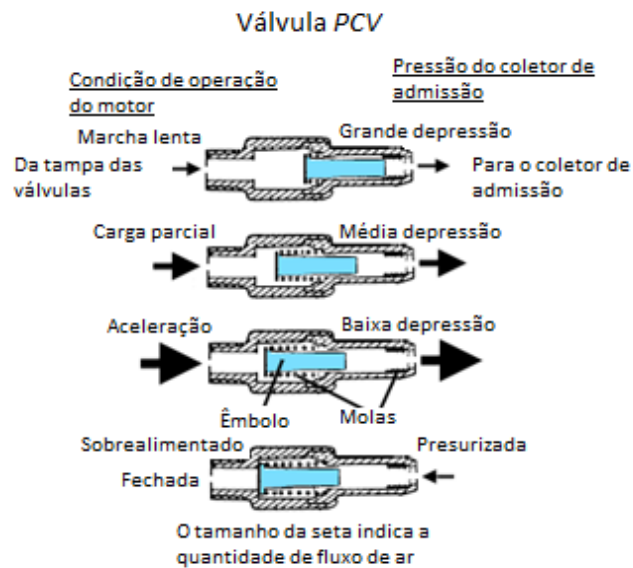 Válvula PCV
Condição de operação
do motor
Pressão do coletor de
admissão
Marcha lenta
Grande depressão
Da tampa das
válvulas
Para o coletor de
admissão
Carga parcial
Média depressão
Aceleração
Baixa depressão
Êmbolo
Molas
Sobrealimentado
Presurizada
Fechada
O tamanho da seta indica a
quantidade de fluxo de ar